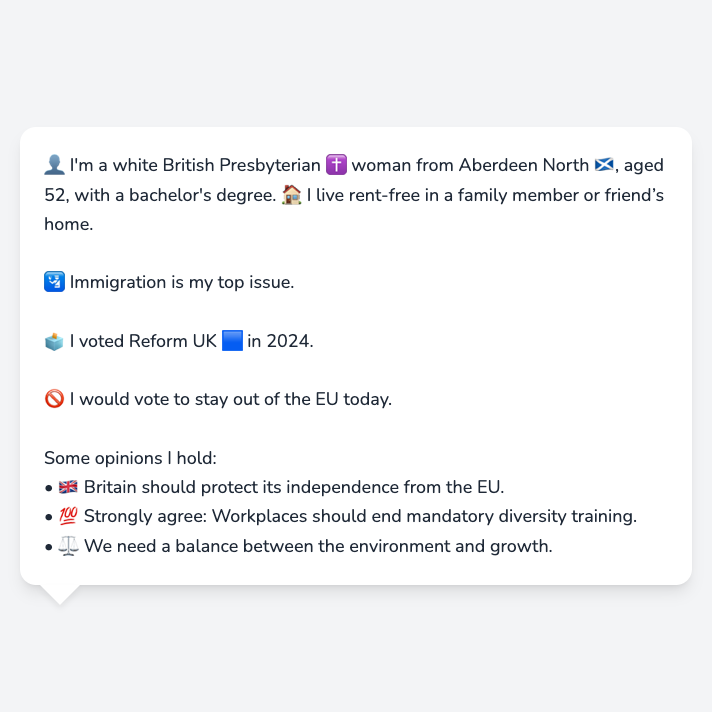 👤 I'm a white British Presbyterian ✝️ woman from Aberdeen North 🏴󠁧󠁢󠁳󠁣󠁴󠁿, aged
52, with a bachelor's degree. 🏠 I live rent-free in a family member or friend’s
home.
🛂 Immigration is my top issue.
🗳️ I voted Reform UK 🟦 in 2024.
🚫 I would vote to stay out of the EU today.
Some opinions I hold:
• 🇬🇧 Britain should protect its independence from the EU.
• 💯 Strongly agree: Workplaces should end mandatory diversity training.
• ⚖️ We need a balance between the environment and growth.